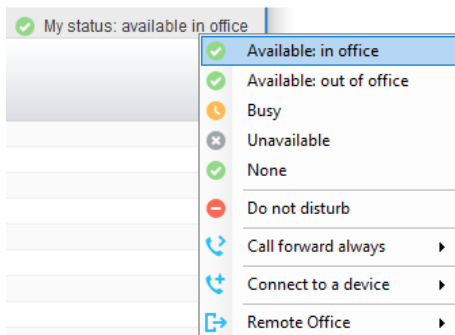 My status: available in office
Available: in office
Available: out of office
Busy
Unavailable
None
Do not disturb
Call forward always
Connect to a device
Remote Office